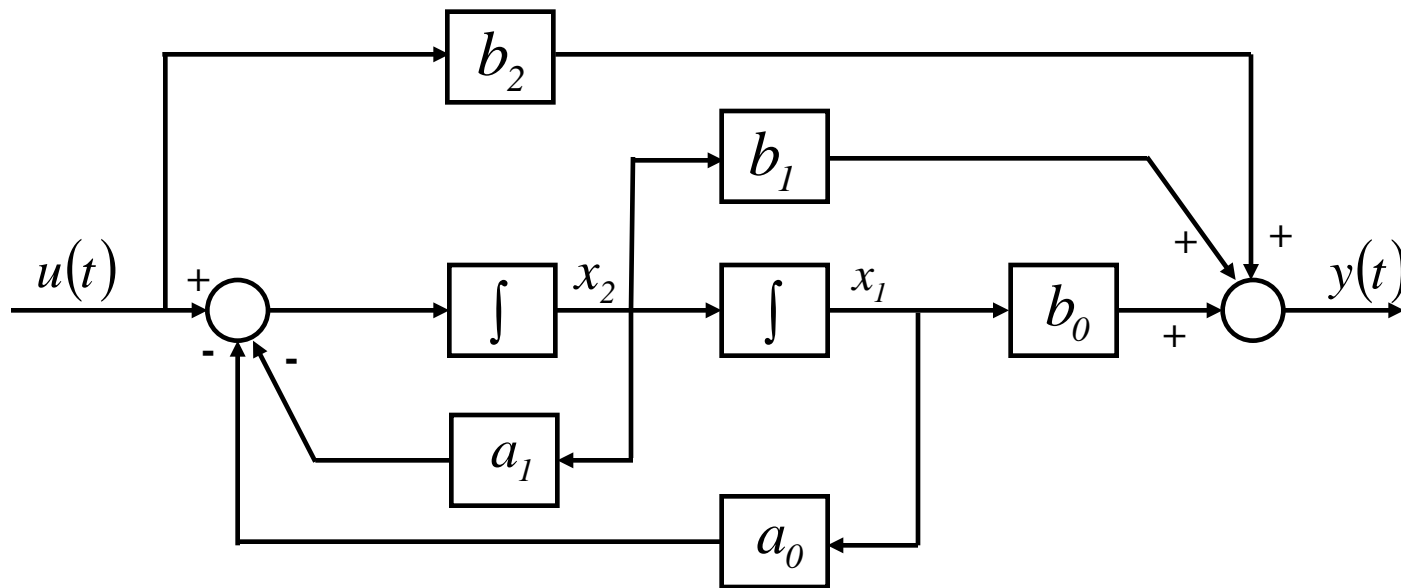 b₂
b₁
u(t) + ∫ x₂ ∫ x₁ b₀ + + + y(t)
- -
a₁
a₀